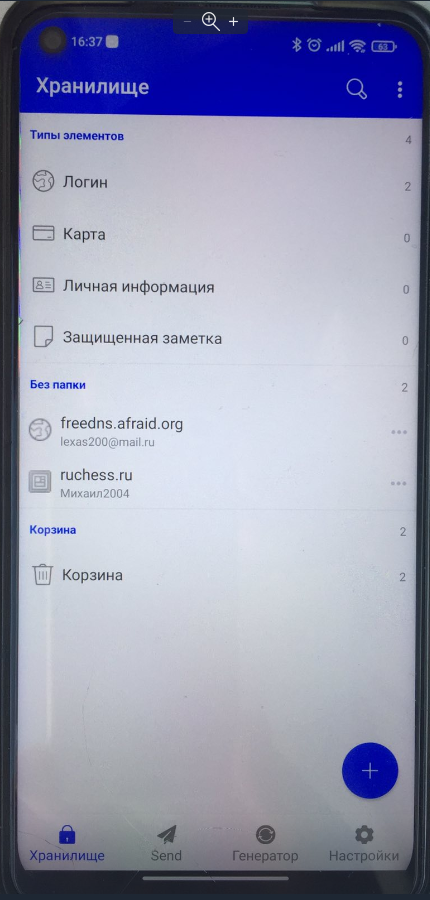 16:37
63
Хранилище
Типы элементов 4
Логин 2
Карта 0
Личная информация 0
Защищенная заметка 0
Без папки 2
freedns.afraid.org
lexas200@mail.ru
ruchess.ru
Михаил2004
Корзина 2
Корзина 2
Хранилище Send Генератор Настройки